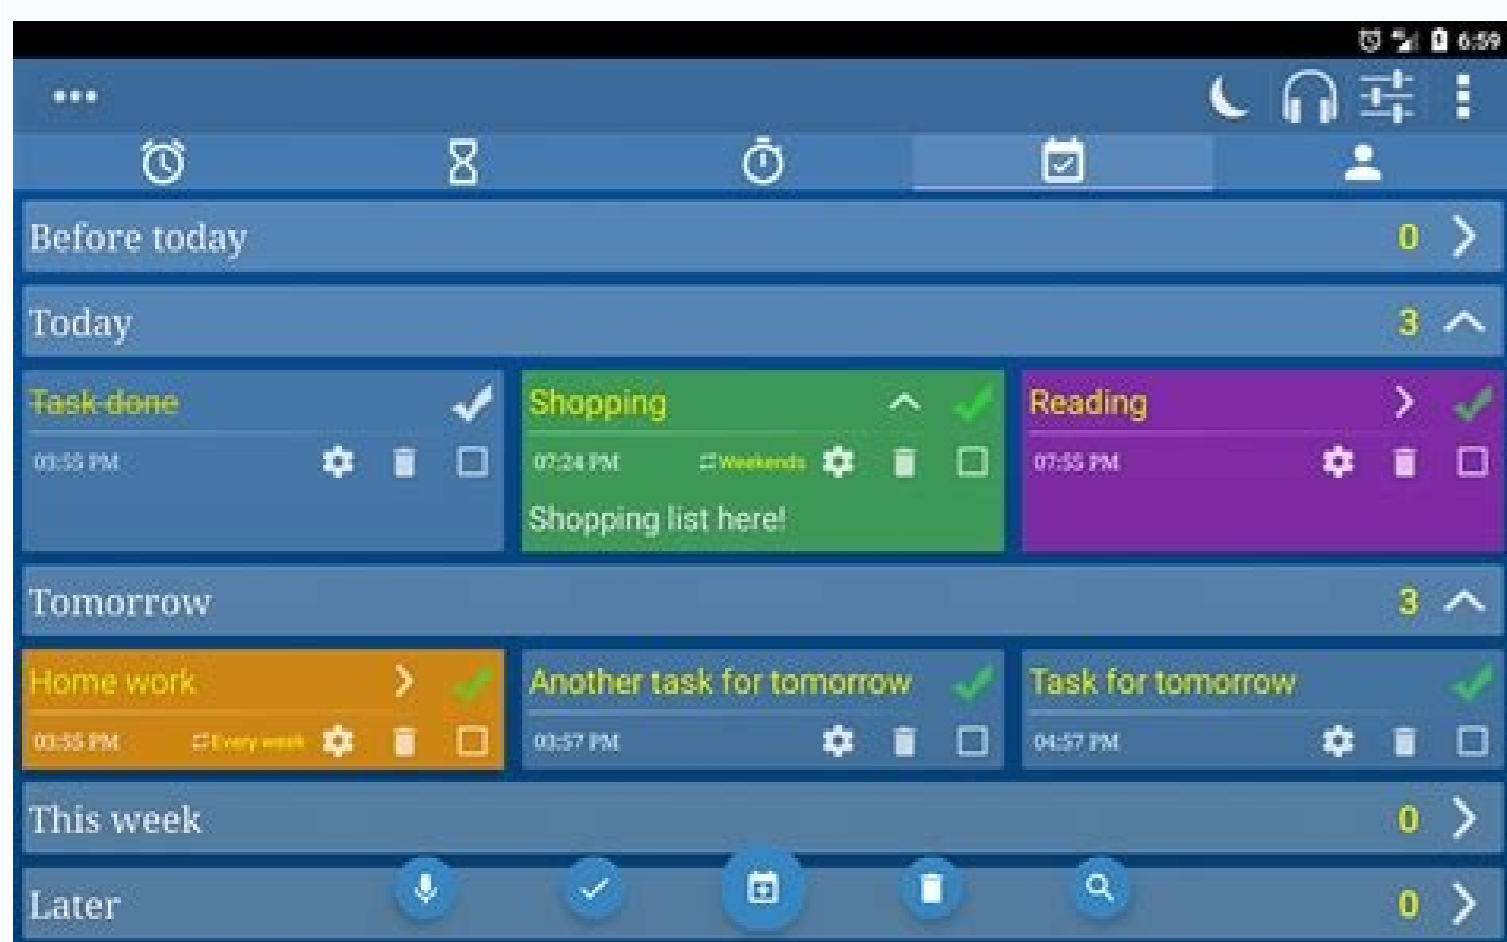 6:59
Before today 0
Today 3
Task done Shopping Reading
03:55 PM 07:24 PM Weekends 07:55 PM
Shopping list here!
Tomorrow 3
Home work Another task for tomorrow Task for tomorrow
03:55 PM Every week 03:57 PM 04:57 PM
This week 0
Later 0